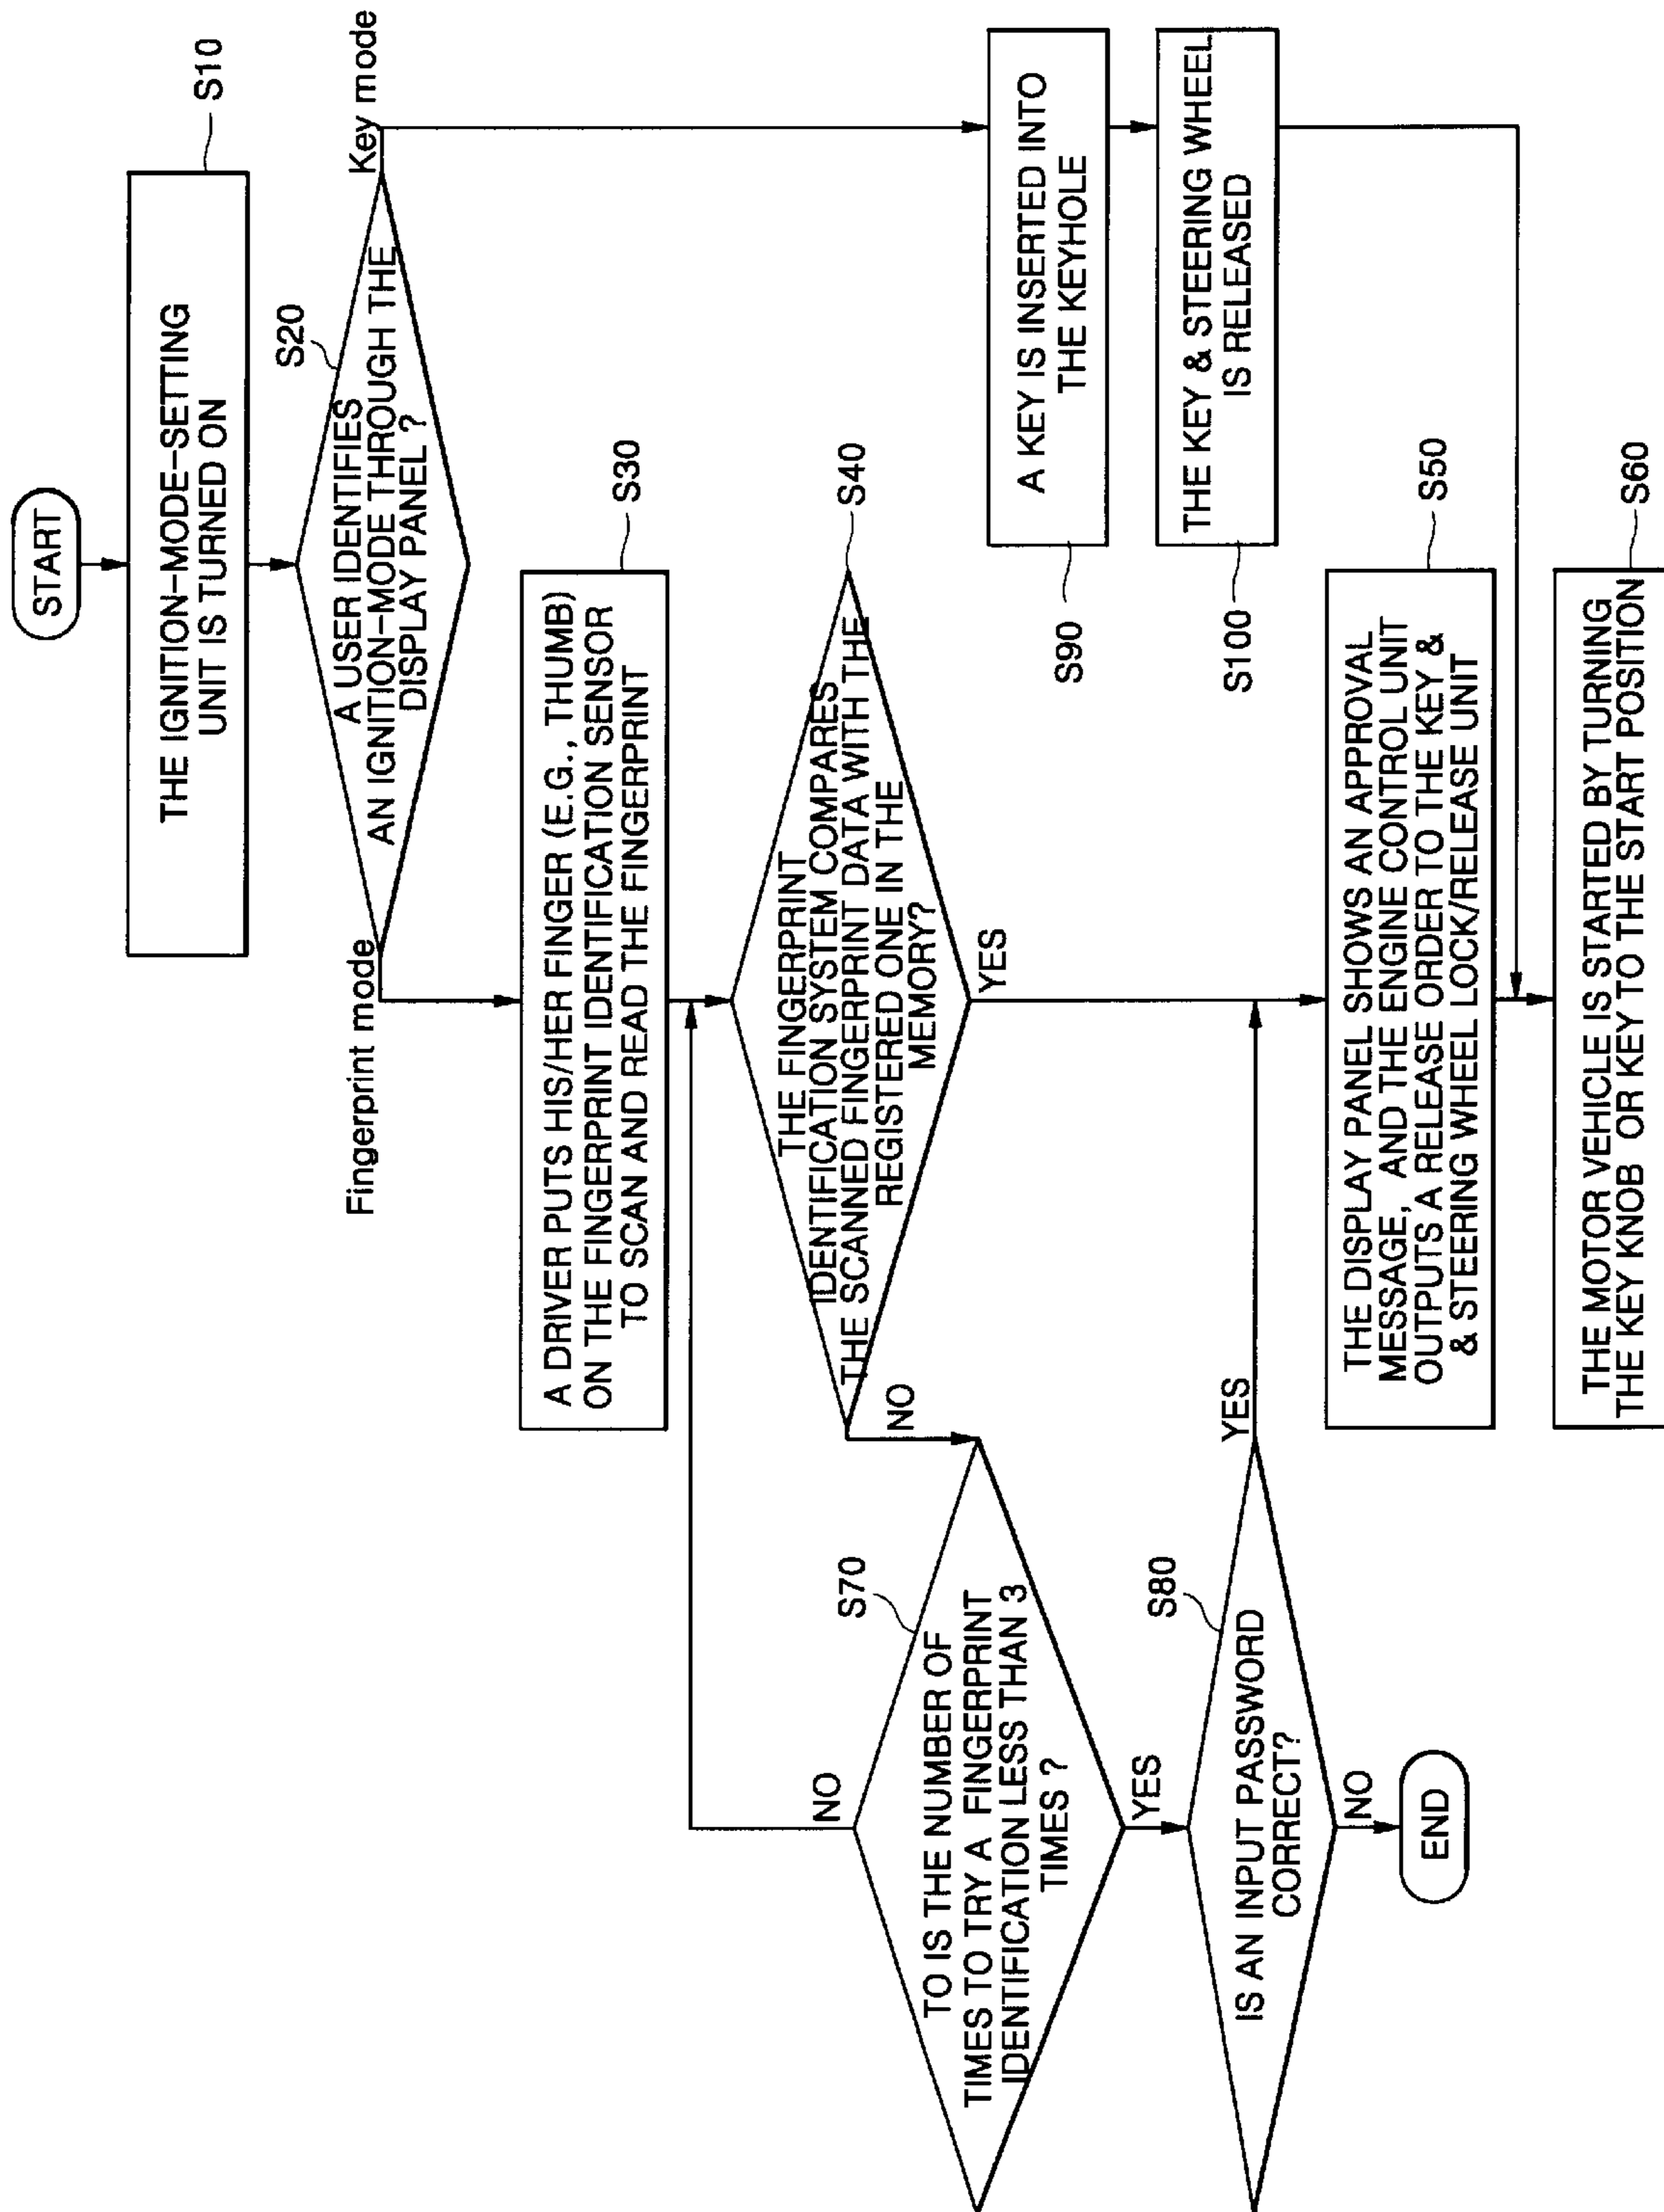 START
THE IGNITION-MODE-SETTING
UNIT IS TURNED ON
S10
S20
A USER IDENTIFIES
AN IGNITION-MODE THROUGH THE
DISPLAY PANEL ?
Fingerprint mode
Key mode
S30
A DRIVER PUTS HIS/HER FINGER (E.G., THUMB)
ON THE FINGERPRINT IDENTIFICATION SENSOR
TO SCAN AND READ THE FINGERPRINT
S40
THE FINGERPRINT
IDENTIFICATION SYSTEM COMPARES
THE SCANNED FINGERPRINT DATA WITH THE
REGISTERED ONE IN THE
MEMORY?
NO
YES
S70
TO IS THE NUMBER OF
TIMES TO TRY A FINGERPRINT
IDENTIFICATION LESS THAN 3
TIMES ?
NO
YES
S80
IS AN INPUT PASSWORD
CORRECT?
YES
NO
END
S90
A KEY IS INSERTED INTO
THE KEYHOLE
S100
THE KEY & STEERING WHEEL
IS RELEASED
S50
THE DISPLAY PANEL SHOWS AN APPROVAL
MESSAGE, AND THE ENGINE CONTROL UNIT
OUTPUTS A RELEASE ORDER TO THE KEY &
& STEERING WHEEL LOCK/RELEASE UNIT
S60
THE MOTOR VEHICLE IS STARTED BY TURNING
THE KEY KNOB OR KEY TO THE START POSITION